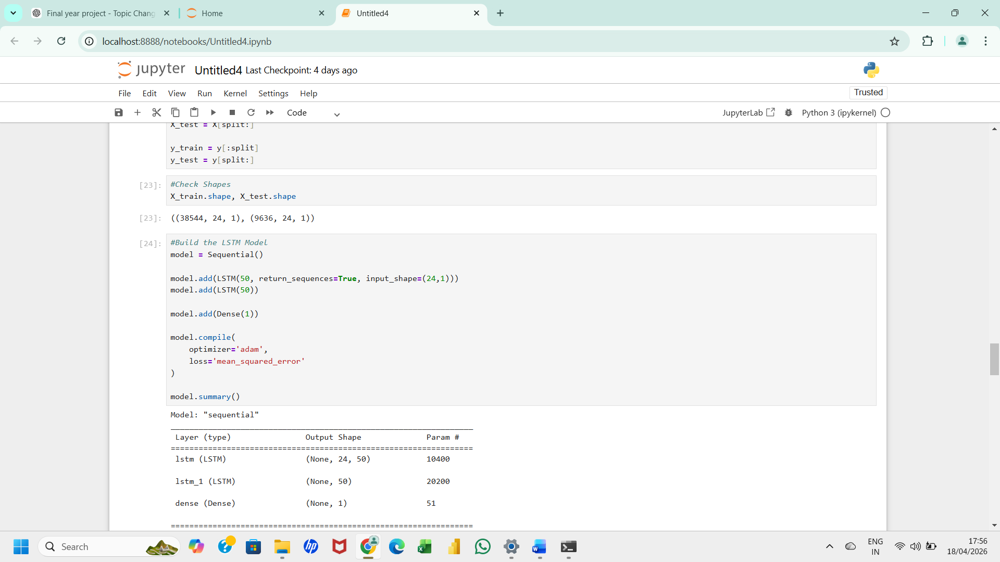 Final year project - Topic Chang
Home
Untitled4
localhost:8888/notebooks/Untitled4.ipynb
jupyter Untitled4 Last Checkpoint: 4 days ago
File Edit View Run Kernel Settings Help
Trusted
Code
JupyterLab
Python 3 (ipykernel)
X_test = X[split:]
y_train = y[:split]
y_test = y[split:]
[23]:
#Check Shapes
X_train.shape, X_test.shape
[23]:
((38544, 24, 1), (9636, 24, 1))
[24]:
#Build the LSTM Model
model = Sequential()
model.add(LSTM(50, return_sequences=True, input_shape=(24,1)))
model.add(LSTM(50))
model.add(Dense(1))
model.compile(
optimizer='adam',
loss='mean_squared_error'
)
model.summary()
Model: "sequential"
_________________________________________________________________
Layer (type) Output Shape Param #
=================================================================
lstm (LSTM) (None, 24, 50) 10400
lstm_1 (LSTM) (None, 50) 20200
dense (Dense) (None, 1) 51
=================================================================
Search
ENG
IN
17:56
18/04/2026